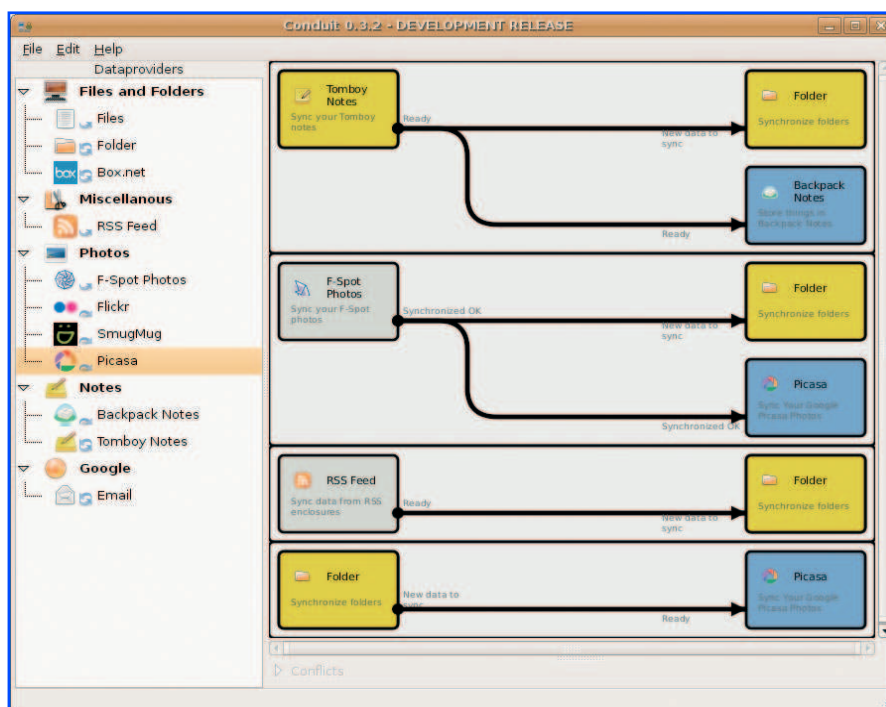 Conduit 0.3.2 - DEVELOPMENT RELEASE
File Edit Help
Dataproviders
Files and Folders
Files
Folder
box Box.net
Miscellanous
RSS Feed
Photos
F-Spot Photos
Flickr
SmugMug
Picasa
Notes
Backpack Notes
Tomboy Notes
Google
Email
Tomboy
Notes
Sync your Tomboy
notes
Ready
New data to
sync
Folder
Synchronize folders
Ready
Backpack
Notes
Store things in
Backpack Notes
F-Spot
Photos
Sync your F-Spot
photos
Synchronized OK
New data to
sync
Folder
Synchronize folders
Synchronized OK
Picasa
Sync Your Google
Picasa Photos
RSS Feed
Sync data from RSS
enclosures
Ready
New data to
sync
Folder
Synchronize folders
Folder
Synchronize folders
New data to
sync
Ready
Picasa
Sync Your Google
Picasa Photos
Conflicts